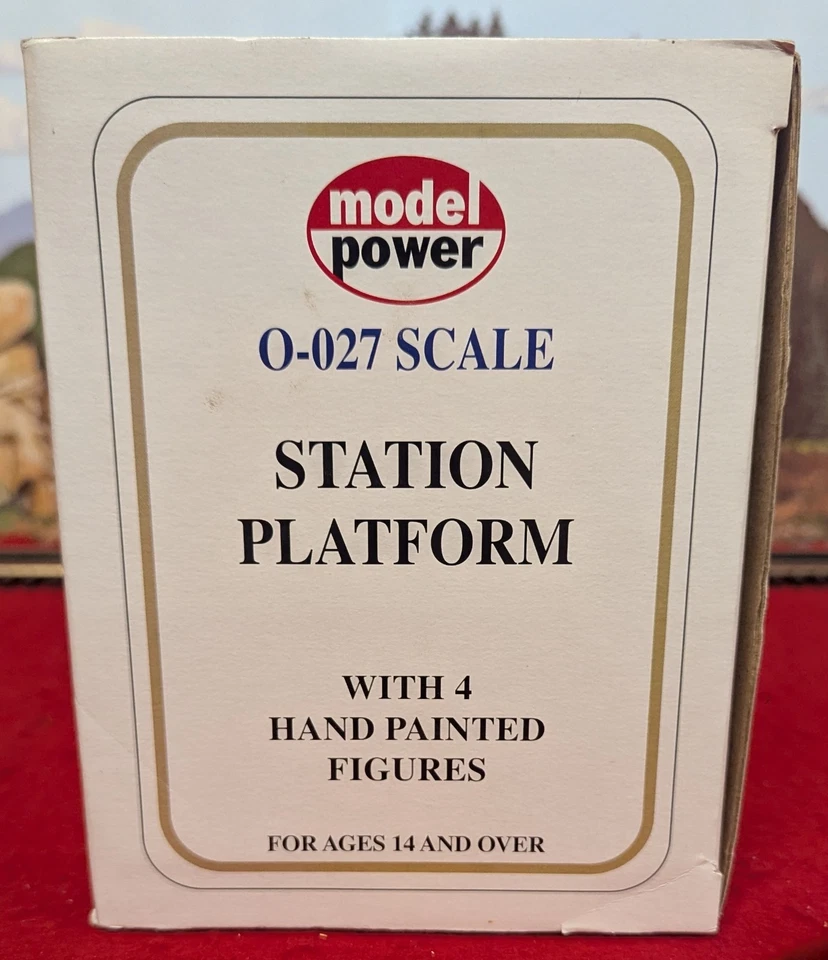 model
power
O-027 SCALE
STATION
PLATFORM
WITH 4
HAND PAINTED
FIGURES
FOR AGES 14 AND OVER